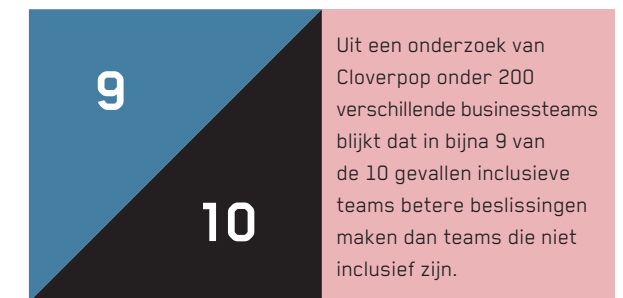 9
10
Uit een onderzoek van
Cloverpop onder 200
verschillende businessteams
blijkt dat in bijna 9 van
de 10 gevallen inclusieve
teams betere beslissingen
maken dan teams die niet
inclusief zijn.